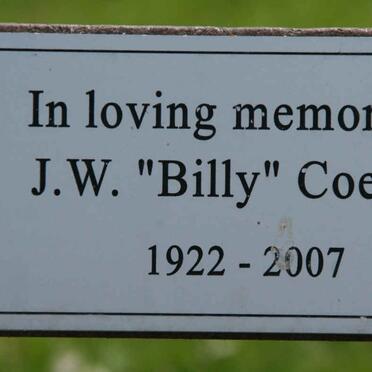 In loving memor
J.W. "Billy" Coe
1922 - 2007